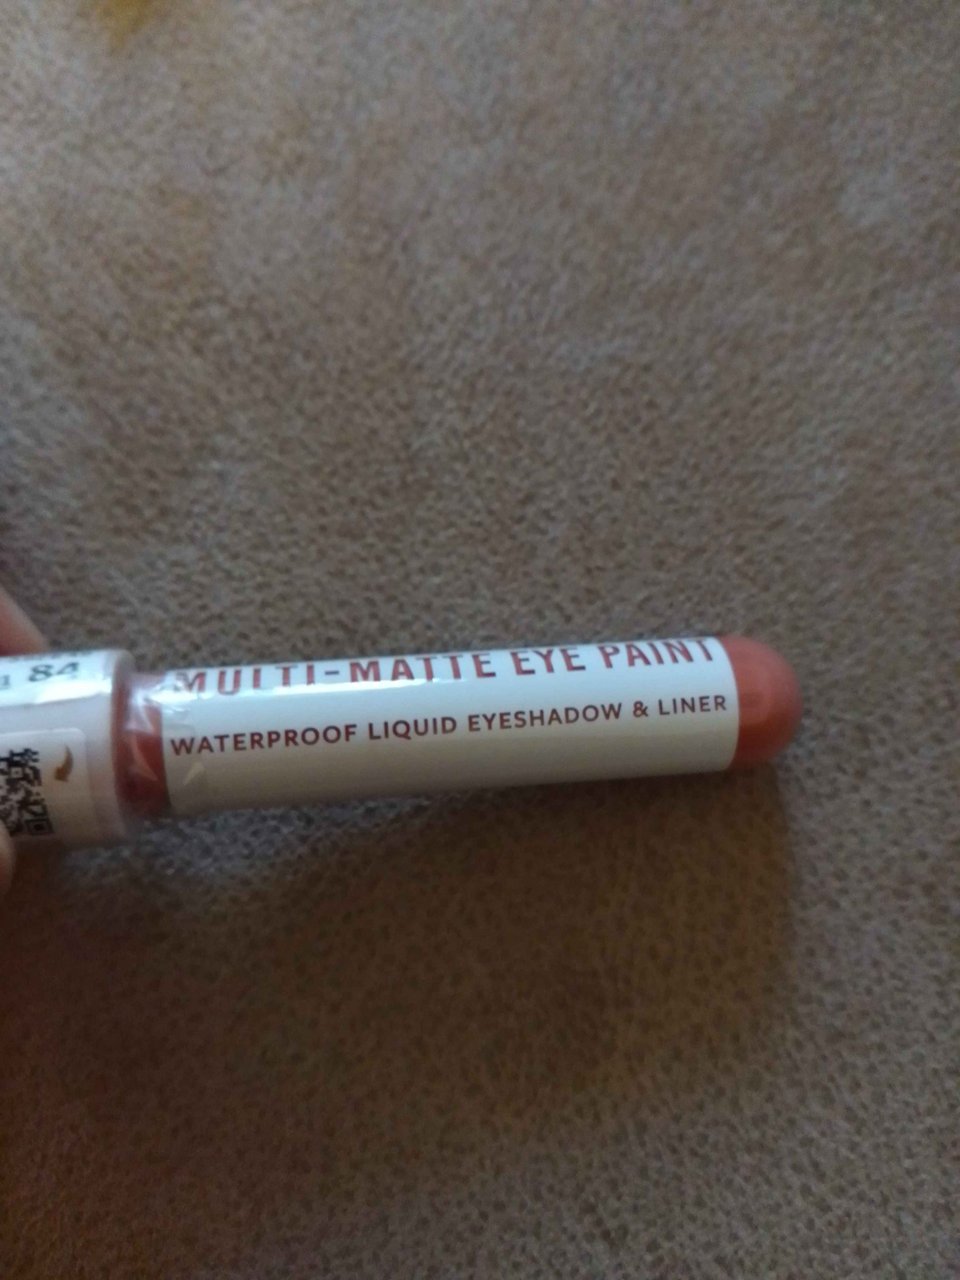 84
MULTI-MATTE EYE PAINT
WATERPROOF LIQUID EYESHADOW & LINER